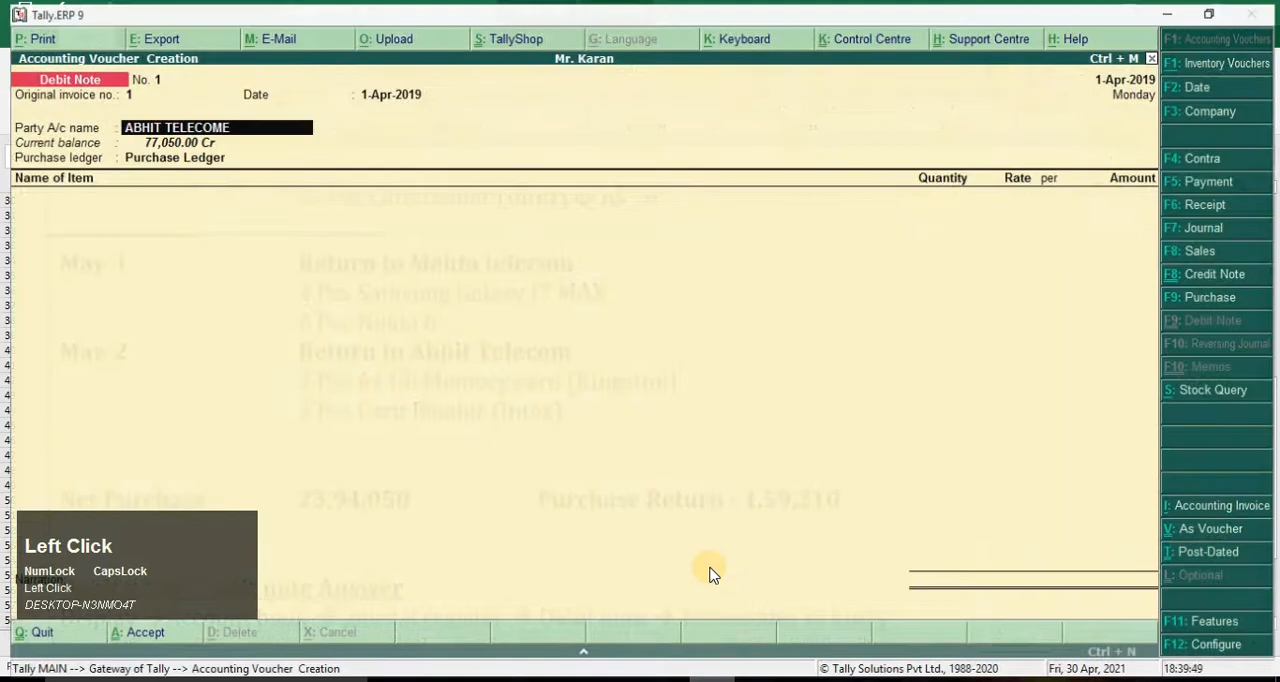 Tally.ERP 9
P: Print E: Export M: E-Mail O: Upload S: TallyShop G: Language K: Keyboard K: Control Centre H: Support Centre H: Help
Accounting Voucher Creation Mr. Karan Ctrl + M
Debit Note No. 1 1-Apr-2019
Original invoice no.: 1 Date : 1-Apr-2019 Monday
Party A/c name : ABHIT TELECOME
Current balance : 77,050.00 Cr
Purchase ledger : Purchase Ledger
Name of Item Quantity Rate per Amount
May 1 Return to Mehta telecom
Samsung Galaxy J7 MAX
Nokia 6
May 2 Return to Abhit Telecom
Net Purchase 23,94,050 Purchase Return - 1,59,210
Left Click
NumLock CapsLock
Left Click
DESKTOP-N3NMO4T
Q: Quit A: Accept D: Delete X: Cancel
Ctrl + N
Tally MAIN --> Gateway of Tally --> Accounting Voucher Creation © Tally Solutions Pvt Ltd., 1988-2020 Fri, 30 Apr, 2021 18:39:49
F1: Accounting Vouchers
F1: Inventory Vouchers
F2: Date
F3: Company
F4: Contra
F5: Payment
F6: Receipt
F7: Journal
F8: Sales
F8: Credit Note
F9: Purchase
F9: Debit Note
F10: Reversing Journal
F10: Memos
S: Stock Query
I: Accounting Invoice
V: As Voucher
T: Post-Dated
L: Optional
F11: Features
F12: Configure